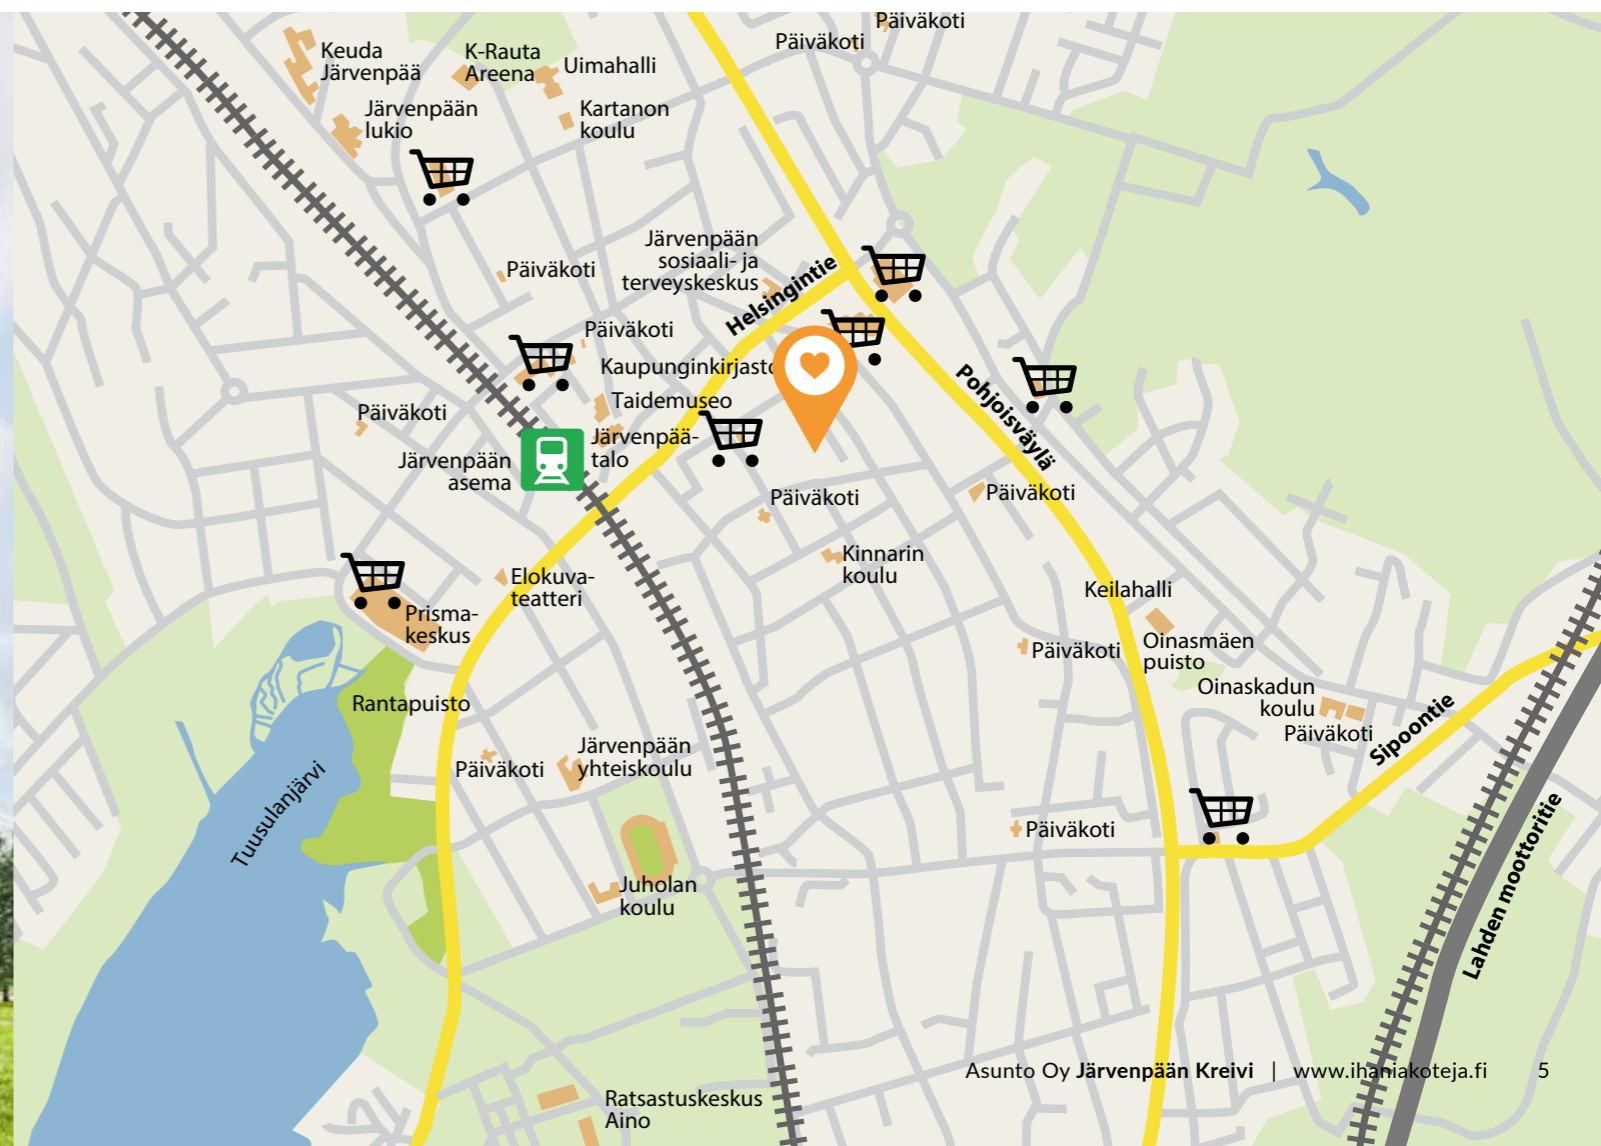 Päiväkoti
Päiväkoti
Keuda
Järvenpää
K-Rauta
Areena
Uimahalli
Järvenpään
lukio
Kartanon
koulu
Järvenpään
sosiaali- ja
terveyskeskus
Helsingintie
Päiväkoti
Päiväkoti
Kaupunginkirjasto
Taidemuseo
Päiväkoti
Järvenpää-
talo
Järvenpään
asema
Pohjoisväylä
Päiväkoti
Päiväkoti
Kinnarin
koulu
Elokuva-
teatteri
Prisma-
keskus
Keilahalli
Päiväkoti
Oinasmäen
puisto
Oinaskadun
koulu
Päiväkoti
Sipoontie
Rantapuisto
Päiväkoti
Järvenpään
yhteiskoulu
Tuusulanjärvi
Päiväkoti
Lahden moottoritie
Juholan
koulu
Asunto Oy Järvenpään Kreivi | www.ihaniakoteja.fi 5
Ratsastuskeskus
Aino